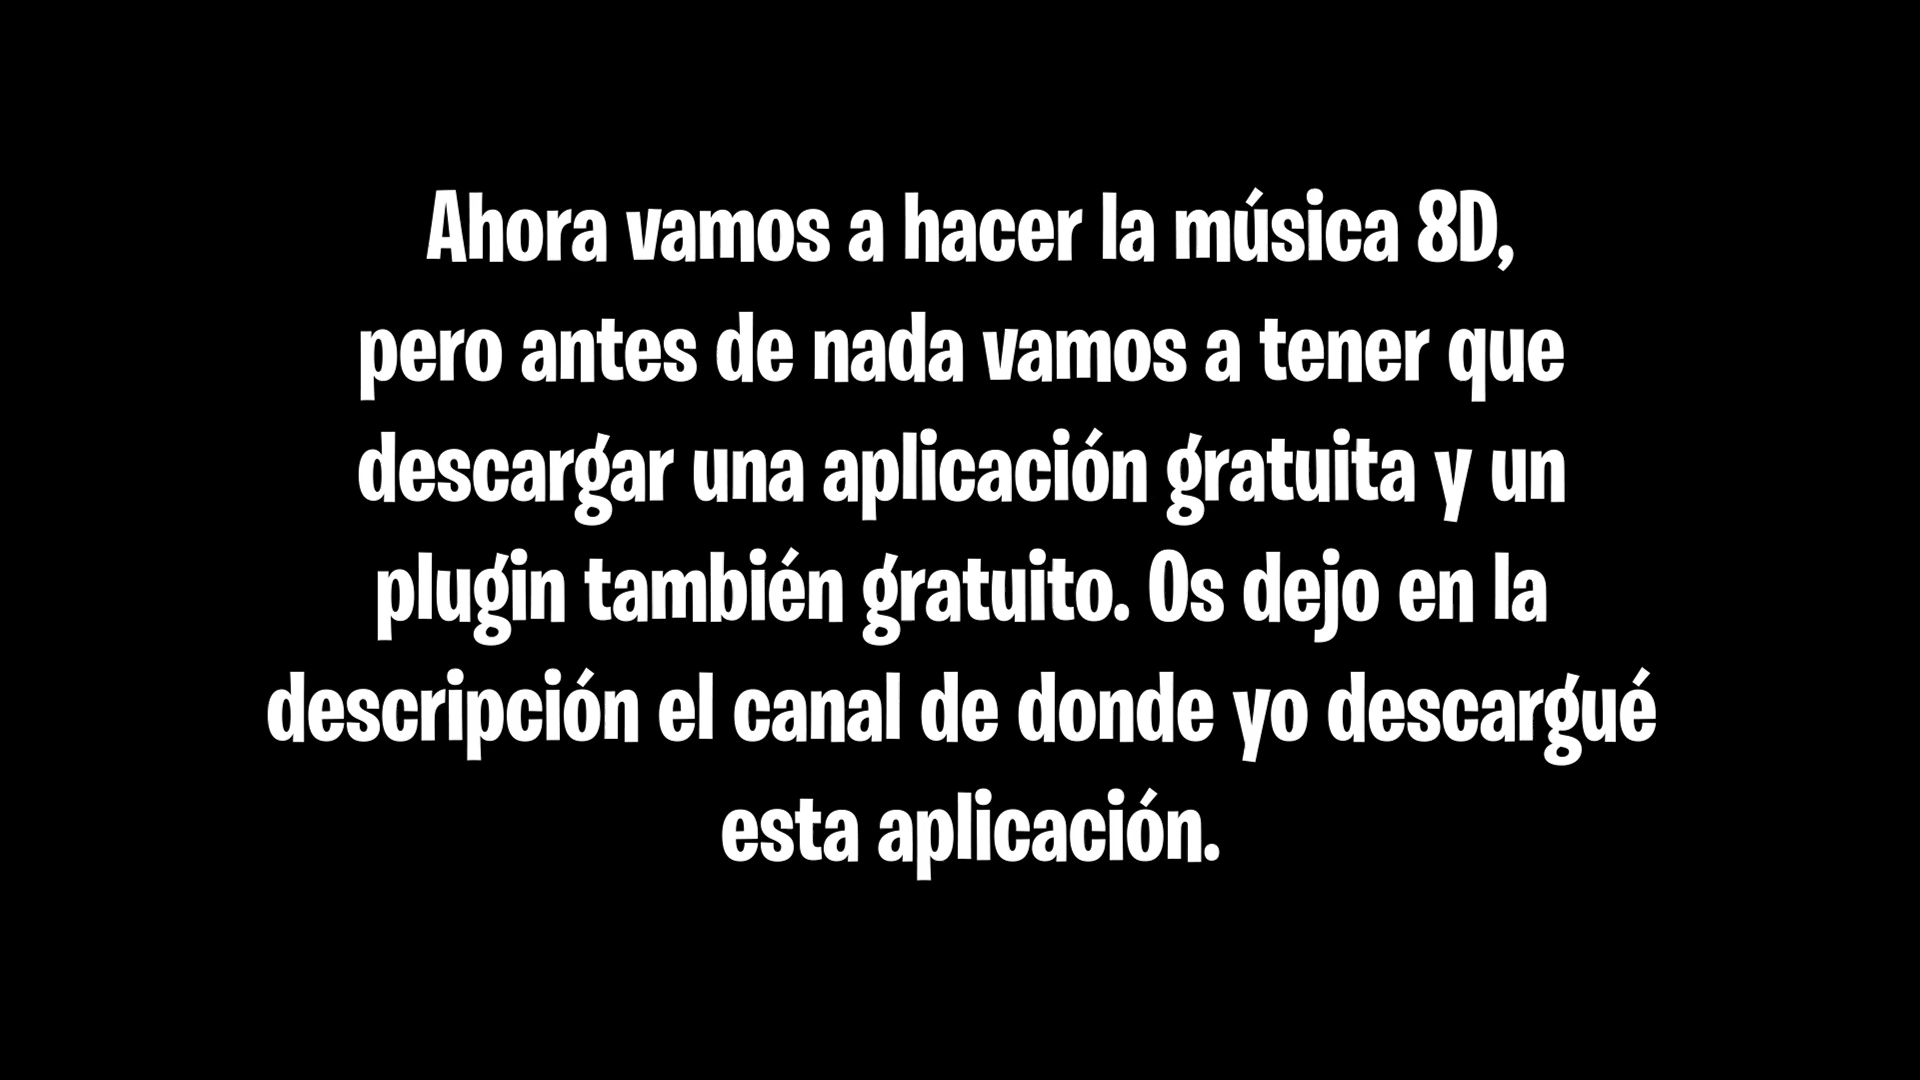 Ahora vamos a hacer la música 8D,
pero antes de nada vamos a tener que
descargar una aplicación gratuita y un
plugin también gratuito. Os dejo en la
descripción el canal de donde yo descargué
esta aplicación.